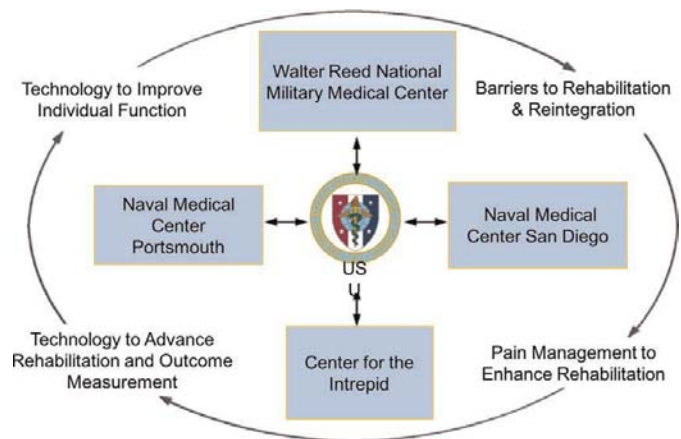 Walter Reed National
Military Medical Center
Technology to Improve
Individual Function
Barriers to Rehabilitation
& Reintegration
Naval Medical
Center
Portsmouth
Naval Medical
Center San Diego
US
U
Technology to Advance
Rehabilitation and Outcome
Measurement
Center for the
Intrepid
Pain Management to
Enhance Rehabilitation